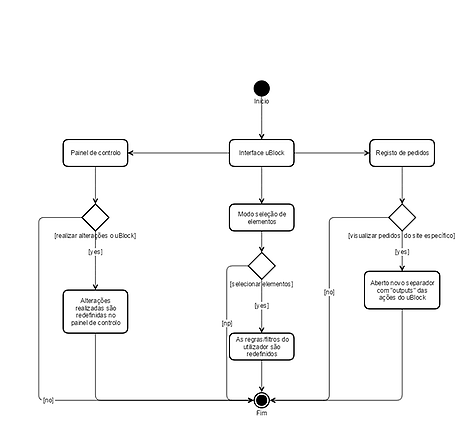 Início
Painel de controlo
Interface uBlock
Registo de pedidos
Modo seleção de
elementos
[realizar alterações o uBlock]
[visualizar pedidos do site específico]
[yes]
[yes]
Aberto novo separador
com "outputs" das
ações do uBlock
[selecionar elementos]
[no]
[yes]
Alterações
realizadas são
redefinidas no
painel de controlo
[no]
As regras/filtros do
utilizador são
redefinidos
[no]
Fim